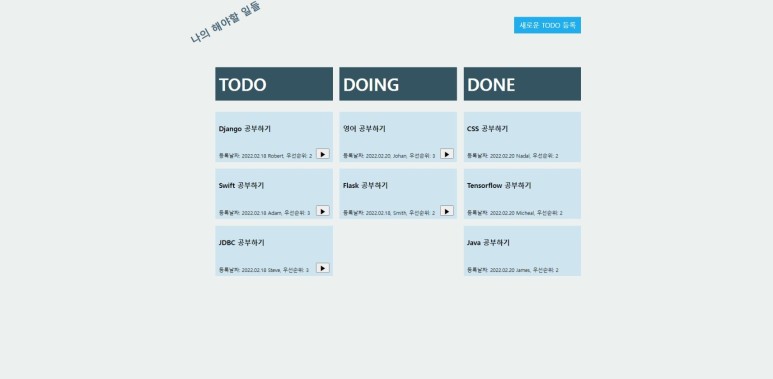 나의 해야할 일들
새로운 TODO 등록
TODO
Django 공부하기
등록날짜: 2022.02.18 Robert, 우선순위: 2
Swift 공부하기
등록날짜: 2022.02.18 Adam, 우선순위: 3
JDBC 공부하기
등록날짜: 2022.02.18 Steve, 우선순위: 3
DOING
영어 공부하기
등록날짜: 2022.02.20, Johan, 우선순위: 3
Flask 공부하기
등록날짜: 2022.02.18, Smith, 우선순위: 2
DONE
CSS 공부하기
등록날짜: 2022.02.20 Nadal, 우선순위: 2
Tensorflow 공부하기
등록날짜: 2022.02.20 Micheal, 우선순위: 2
Java 공부하기
등록날짜: 2022.02.20 James, 우선순위: 2